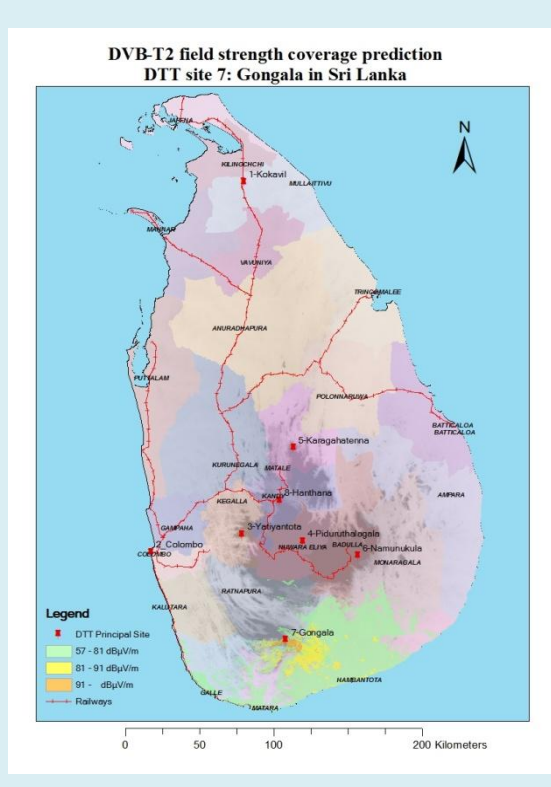 DVB-T2 field strength coverage prediction
DTT site 7: Gongala in Sri Lanka
N
JAFFNA
KILINOCHCHI
1-Kokavil
MULLAITTIVU
MANNAR
VAVUNIYA
TRINCOMALEE
ANURADHAPURA
PUTTALAM
POLONNARUWA
BATTICALOA
BATTICALOA
5-Karagahatenna
KURUNEGALA
MATALE
8-Hanthana
KANDY
AMPARA
KEGALLA
GAMPAHA
3-Yatiyantota
4-Piduruthalagala
2_Colombo
COLOMBO
NUWARA ELIYA
BADULLA
6-Namunukula
MONARAGALA
RATNAPURA
KALUTARA
Legend
DTT Principal Site
7-Gongala
57 - 81 dBµV/m
81 - 91 dBµV/m
91 - dBµV/m
Railways
HAMBANTOTA
GALLE
MATARA
0 50 100 200 Kilometers